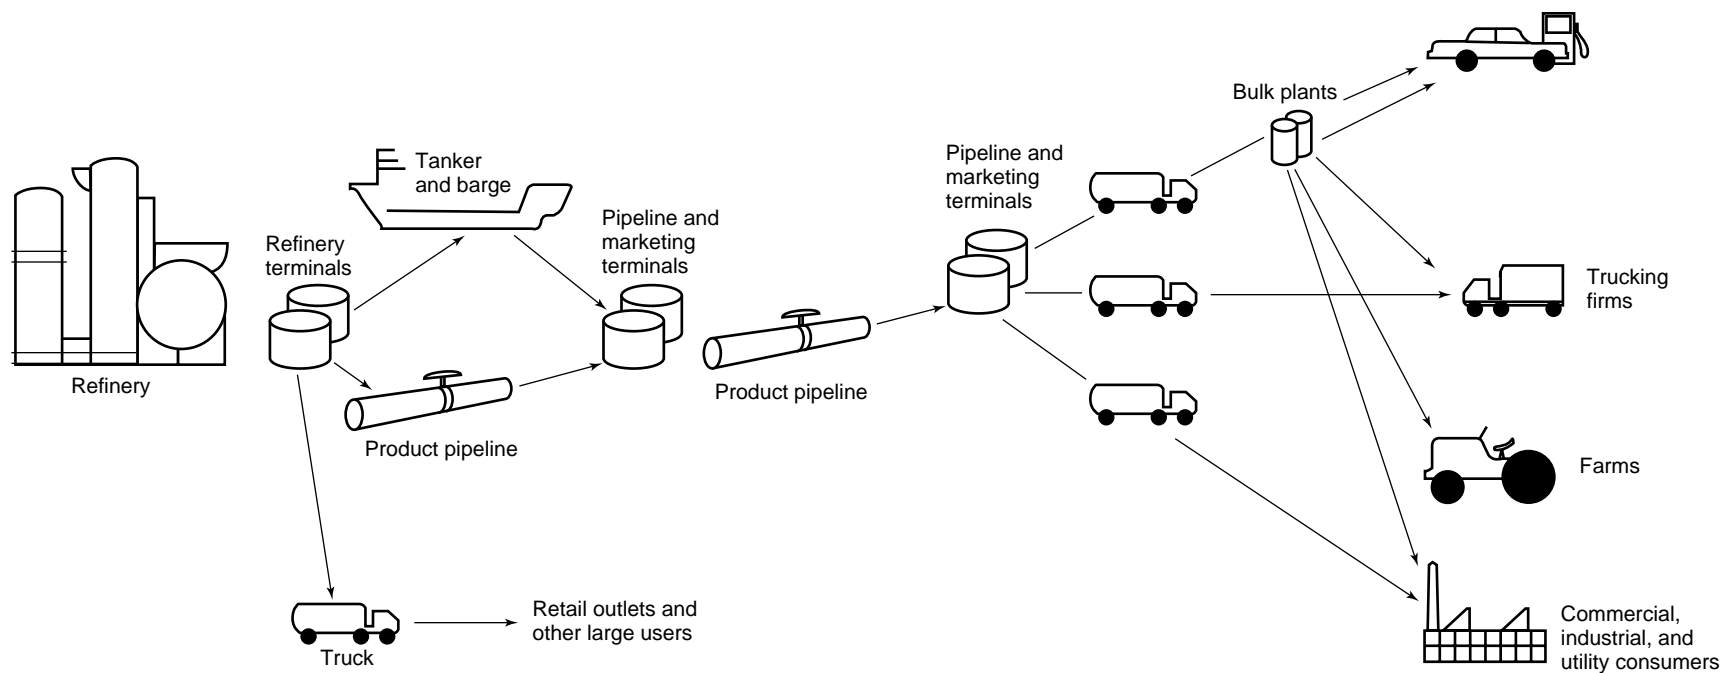 Refinery
Refinery
terminals
Tanker
and barge
Pipeline and
marketing
terminals
Product pipeline
Truck
Retail outlets and
other large users
Product pipeline
Pipeline and
marketing
terminals
Bulk plants
Trucking
firms
Farms
Commercial,
industrial, and
utility consumers